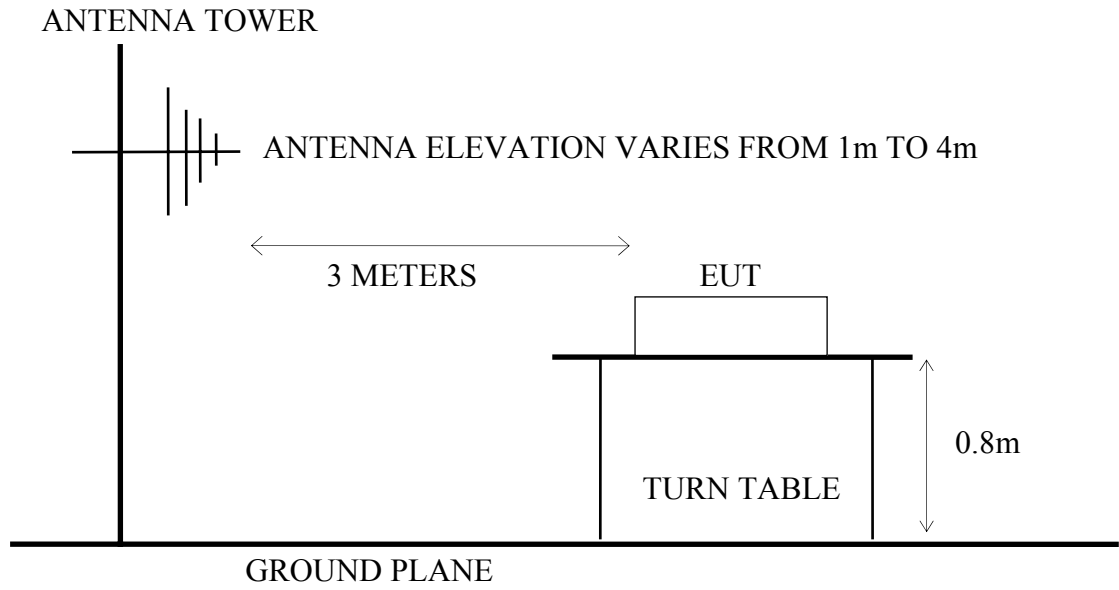 ANTENNA TOWER
ANTENNA ELEVATION VARIES FROM 1m TO 4m
3 METERS
EUT
0.8m
TURN TABLE
GROUND PLANE